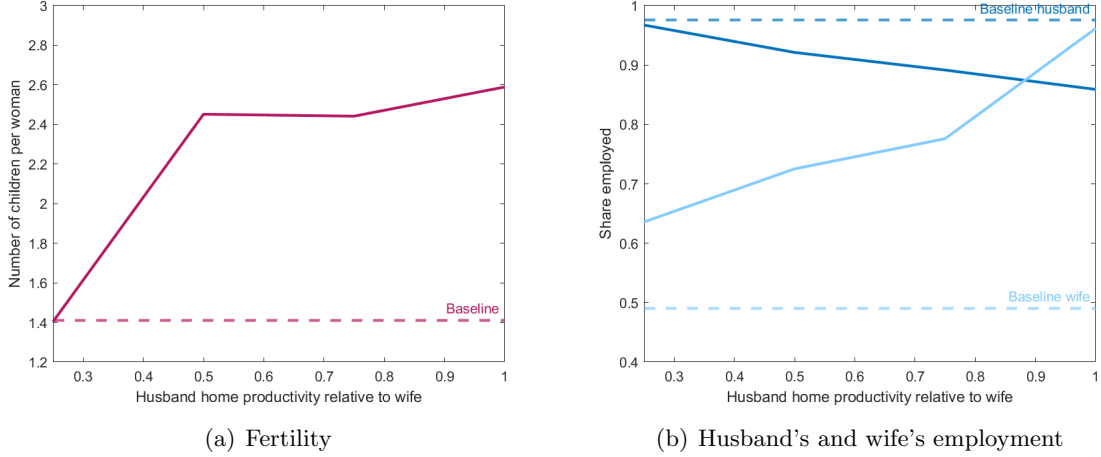 3
2.8
2.6
2.4
2.2
2
1.8
1.6
1.4
1.2
Number of children per woman
Baseline
0.3 0.4 0.5 0.6 0.7 0.8 0.9 1
Husband home productivity relative to wife
(a) Fertility
1
0.9
0.8
0.7
0.6
0.5
0.4
Share employed
Baseline husband
Baseline wife
0.3 0.4 0.5 0.6 0.7 0.8 0.9 1
Husband home productivity relative to wife
(b) Husband's and wife's employment